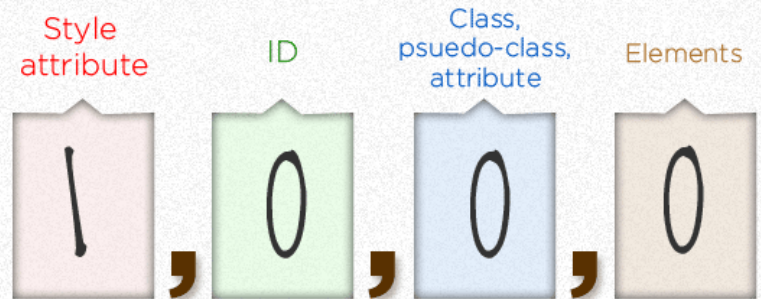 Style
attribute
ID
Class,
psuedo-class,
attribute
Elements
1 , 0 , 0 , 0